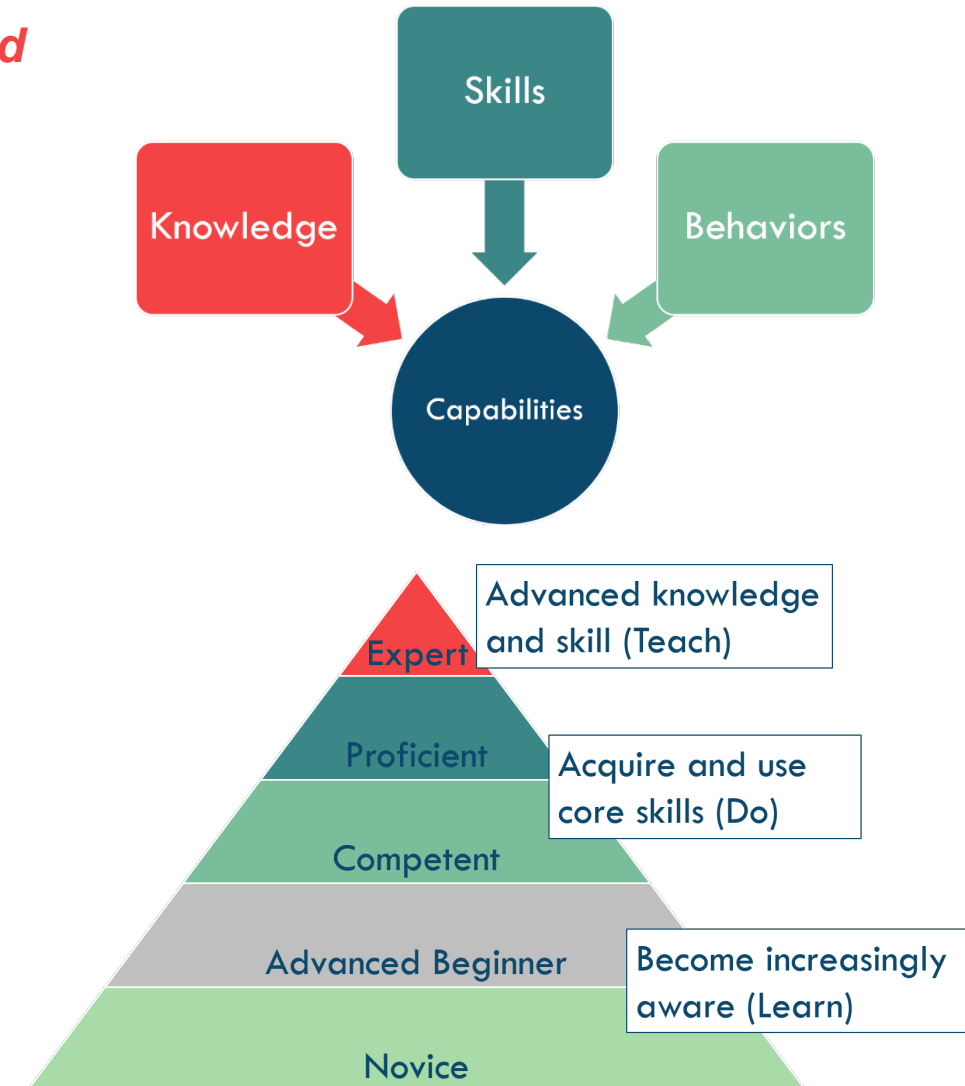 d
Skills
Knowledge
Behaviors
Capabilities
Advanced knowledge
and skill (Teach)
Expert
Proficient
Acquire and use
core skills (Do)
Competent
Advanced Beginner
Become increasingly
aware (Learn)
Novice